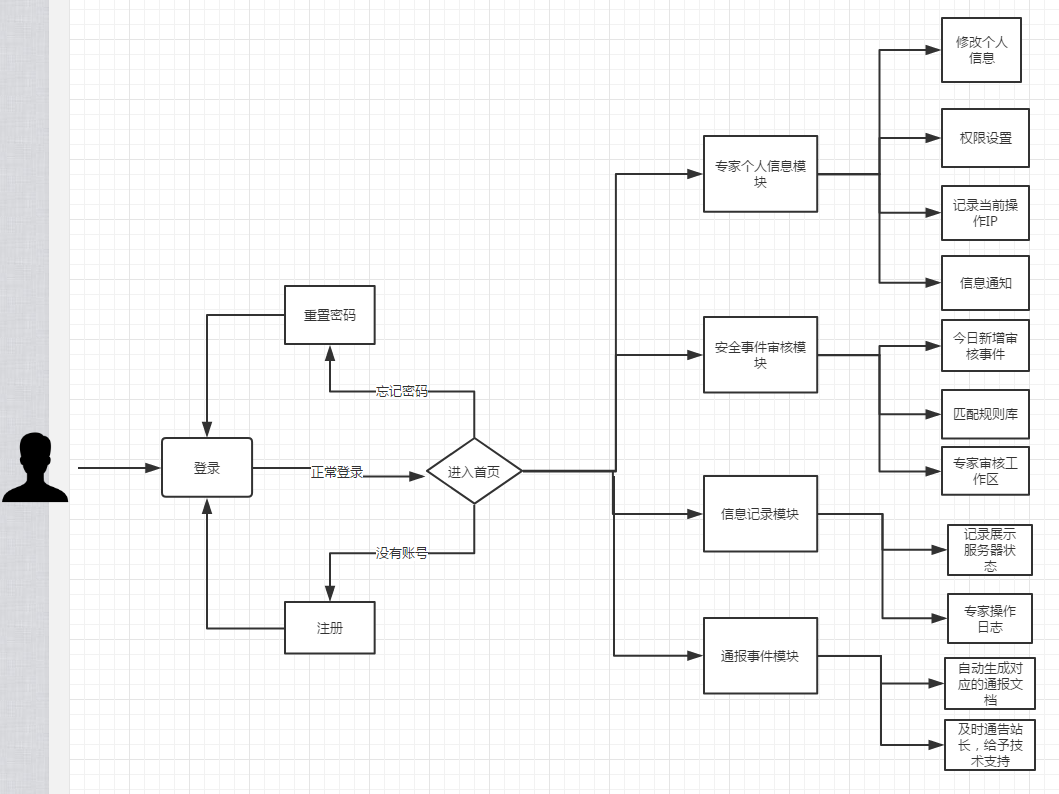 修改个人
信息
权限设置
专家个人信息模
块
记录当前操
作IP
信息通知
重置密码
今日新增审
核事件
安全事件审核模
块
忘记密码
匹配规则库
登录
正常登录
进入首页
专家审核工
作区
信息记录模块
记录展示
服务器状
态
没有账号
注册
专家操作
日志
通报事件模块
自动生成对
应的通报文
档
及时通告站
长，给予技
术支持